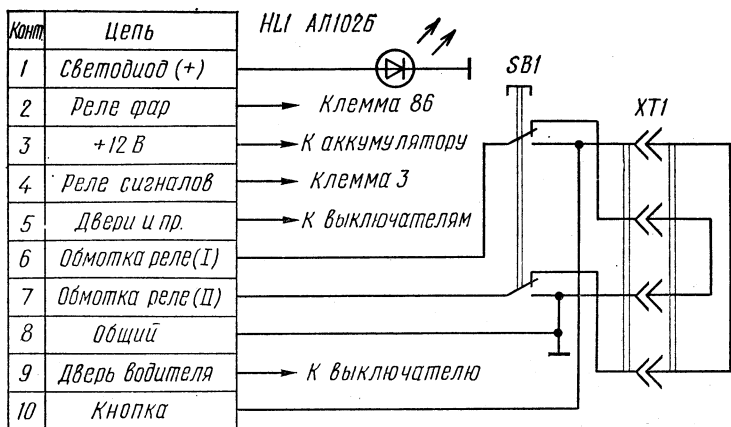 Конт. Цепь
1 Светодиод (+)
2 Реле фар
3 +12 В
4 Реле сигналов
5 Двери и пр.
6 Обмотка реле (I)
7 Обмотка реле (II)
8 Общий
9 Дверь водителя
10 Кнопка
HL1 АЛ102Б
Клемма 86
К аккумулятору
Клемма 3
К выключателям
К выключателю
SB1
XT1